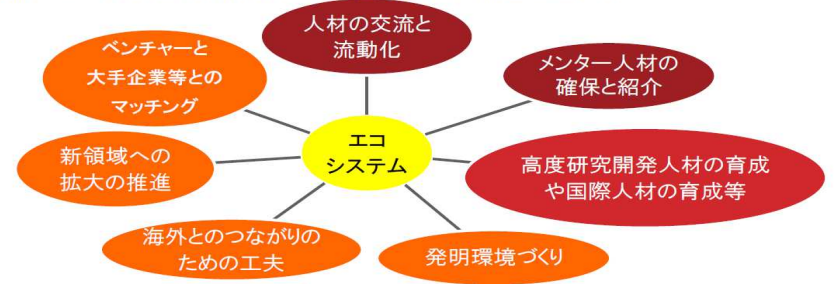 人材の交流と
流動化
ベンチャーと
大手企業等との
マッチング
メンター人材の
確保と紹介
エコ
システム
新領域への
拡大の推進
高度研究開発人材の育成
や国際人材の育成等
海外とのつながりの
ための工夫
発明環境づくり